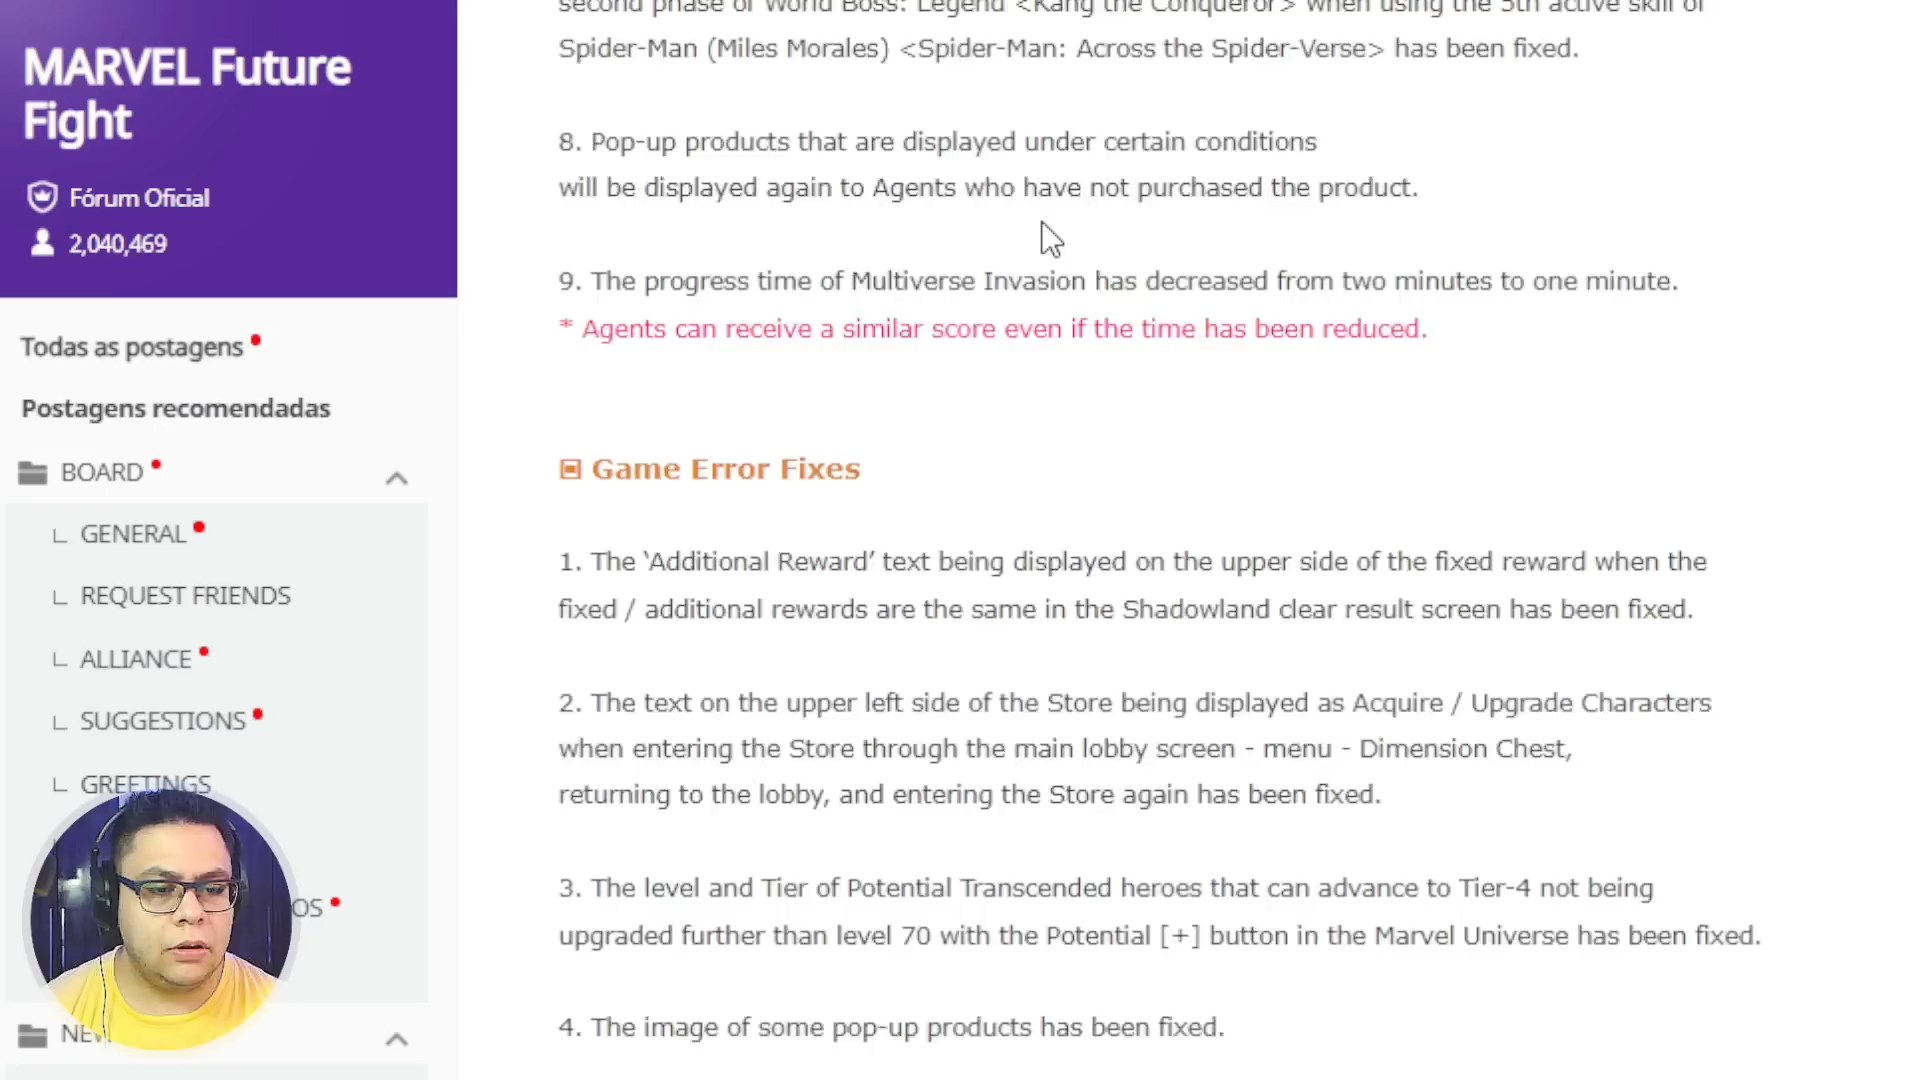 MARVEL Future
Fight
Fórum Oficial
2,040,469
Todas as postagens
Postagens recomendadas
BOARD
GENERAL
REQUEST FRIENDS
ALLIANCE
SUGGESTIONS
GREETINGS
OS
second phase of World Boss: Legend <Kang the Conqueror> when using the 5th active skill of
Spider-Man (Miles Morales) <Spider-Man: Across the Spider-Verse> has been fixed.
8. Pop-up products that are displayed under certain conditions
will be displayed again to Agents who have not purchased the product.
9. The progress time of Multiverse Invasion has decreased from two minutes to one minute.
* Agents can receive a similar score even if the time has been reduced.
Game Error Fixes
1. The ‘Additional Reward’ text being displayed on the upper side of the fixed reward when the
fixed / additional rewards are the same in the Shadowland clear result screen has been fixed.
2. The text on the upper left side of the Store being displayed as Acquire / Upgrade Characters
when entering the Store through the main lobby screen - menu - Dimension Chest,
returning to the lobby, and entering the Store again has been fixed.
3. The level and Tier of Potential Transcended heroes that can advance to Tier-4 not being
upgraded further than level 70 with the Potential [+] button in the Marvel Universe has been fixed.
4. The image of some pop-up products has been fixed.